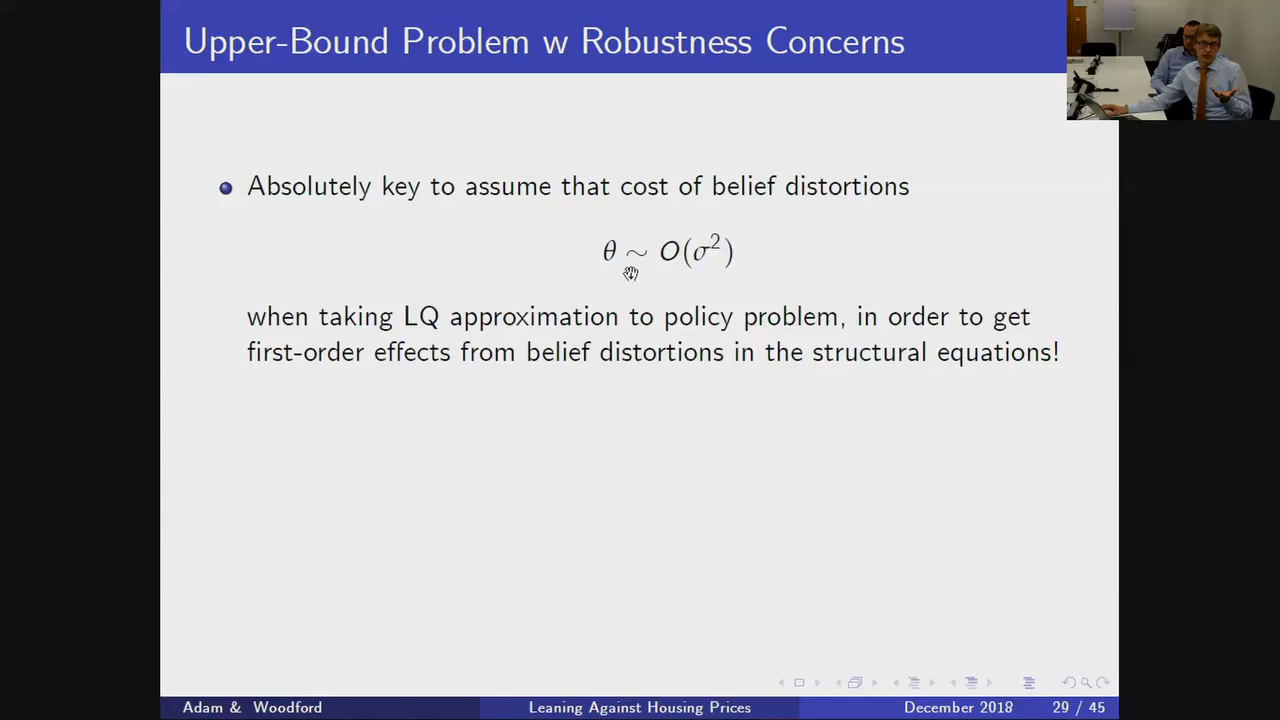 Upper-Bound Problem w Robustness Concerns
Absolutely key to assume that cost of belief distortions
θ ∼ O(σ²)
when taking LQ approximation to policy problem, in order to get
first-order effects from belief distortions in the structural equations!
Adam & Woodford Leaning Against Housing Prices December 2018 29 / 45